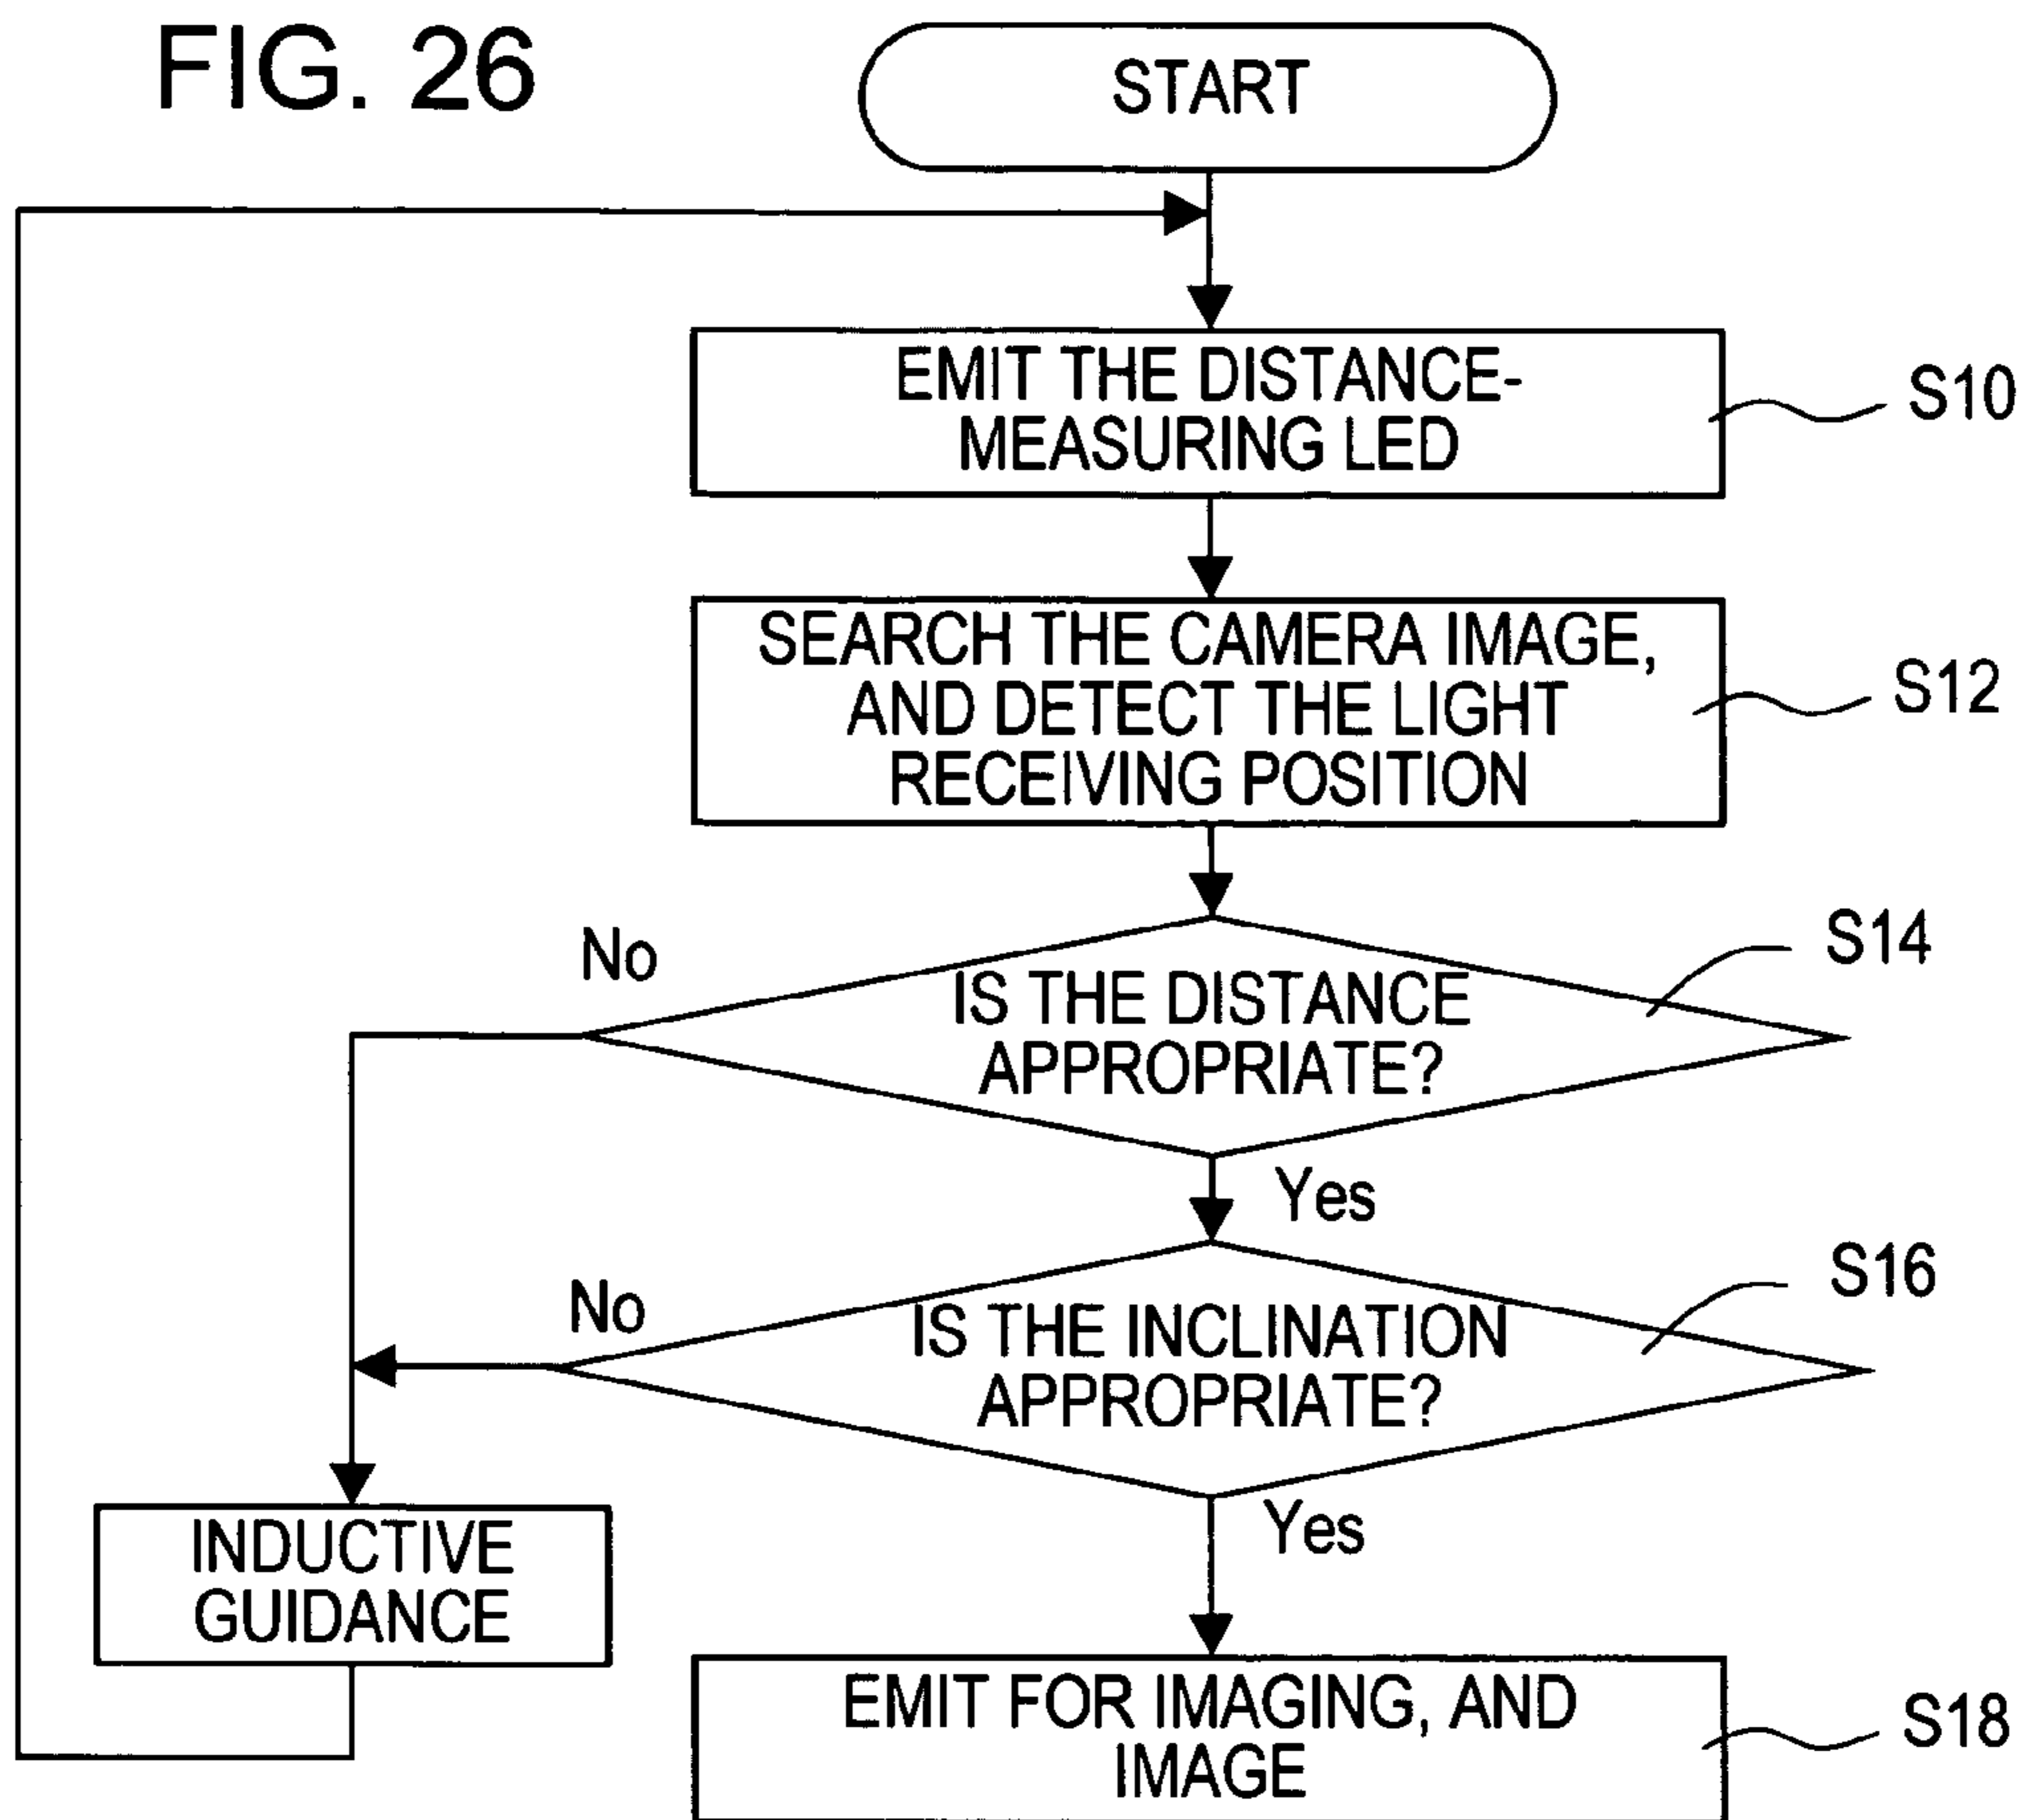 FIG. 26
START
EMIT THE DISTANCE-
MEASURING LED
S10
SEARCH THE CAMERA IMAGE,
AND DETECT THE LIGHT
RECEIVING POSITION
S12
No
IS THE DISTANCE
APPROPRIATE?
S14
Yes
No
IS THE INCLINATION
APPROPRIATE?
S16
Yes
INDUCTIVE
GUIDANCE
EMIT FOR IMAGING, AND
IMAGE
S18